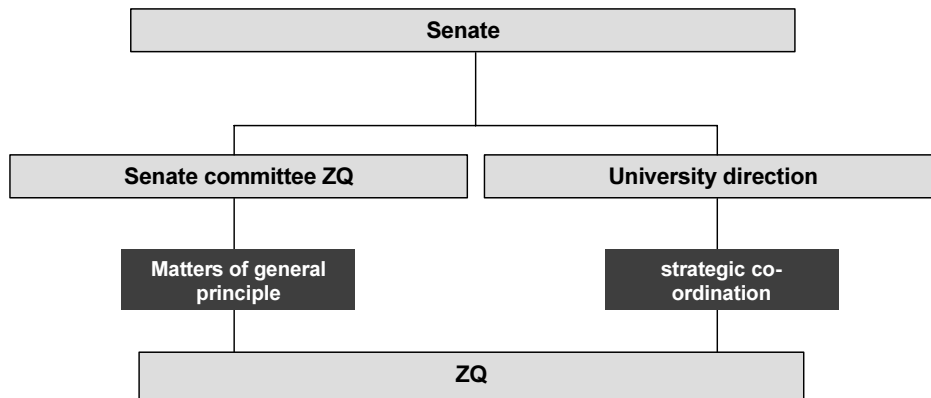 Senate
Senate committee ZQ
University direction
Matters of general
principle
strategic co-
ordination
ZQ